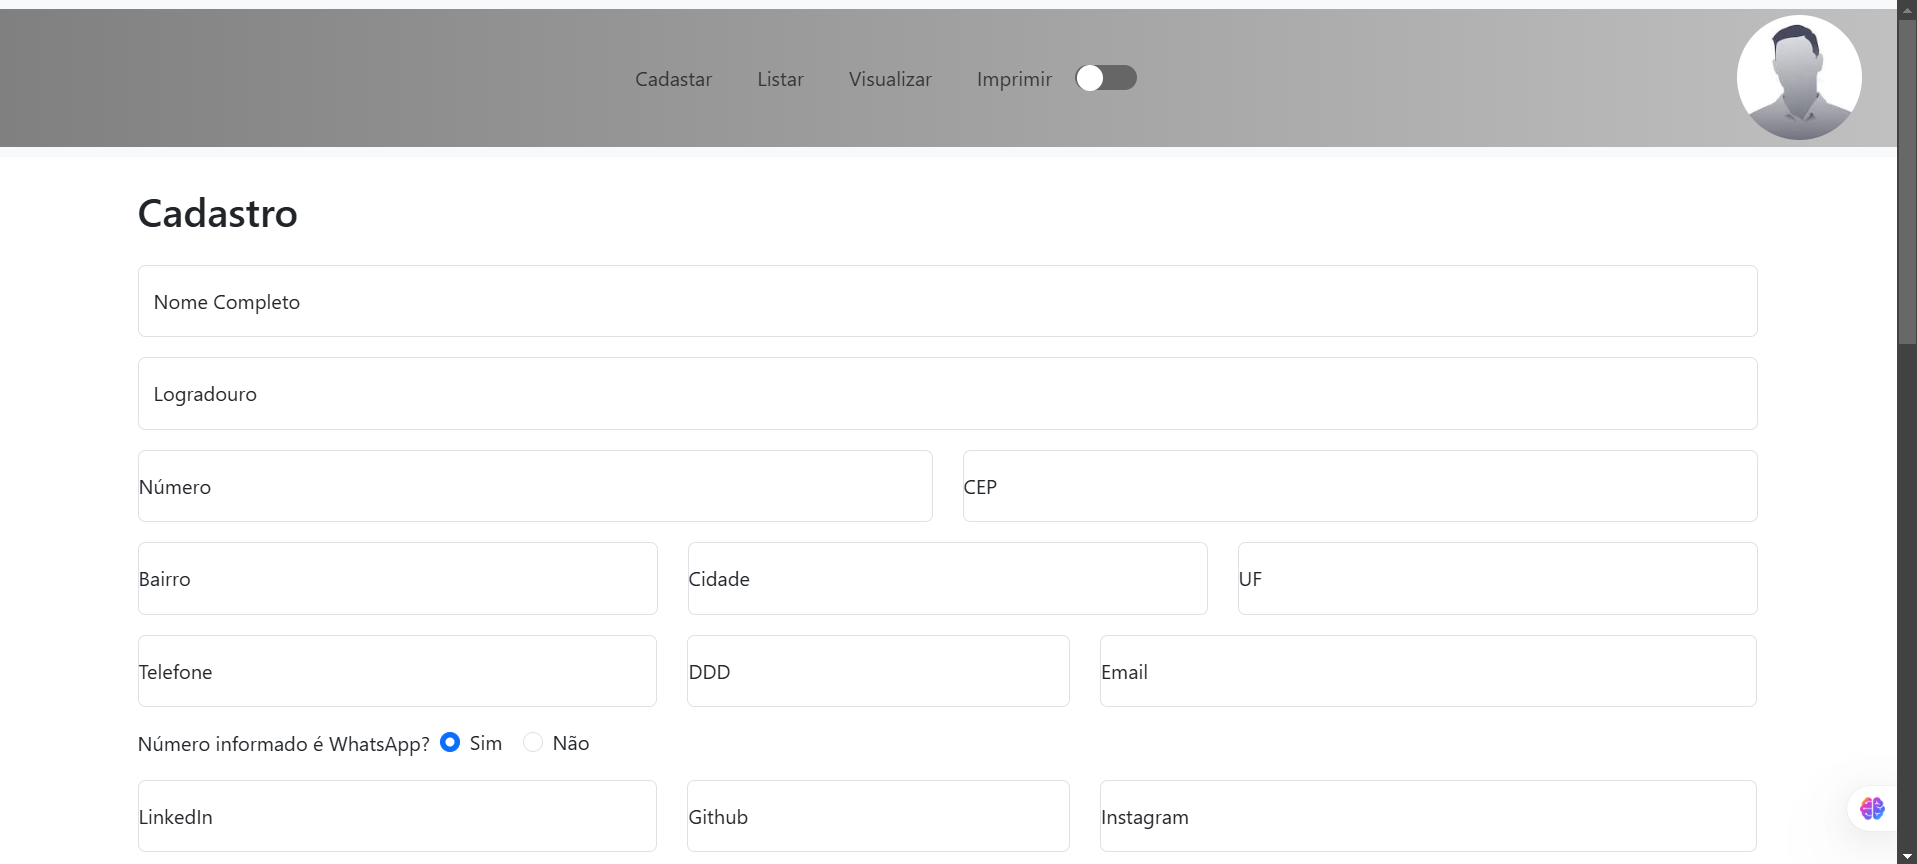 Cadastar Listar Visualizar Imprimir
Cadastro
Nome Completo
Logradouro
Número CEP
Bairro Cidade UF
Telefone DDD Email
Número informado é WhatsApp? Sim Não
LinkedIn Github Instagram